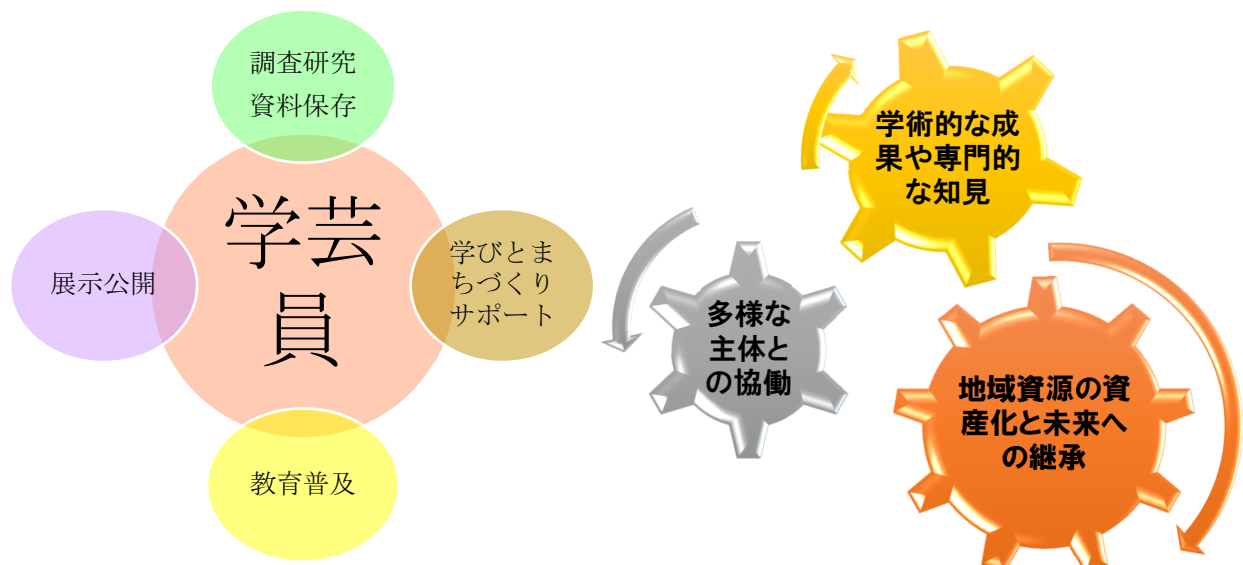 調査研究
資料保存
学芸
員
展示公開
学びとま
ちづくり
サポート
教育普及
学術的な成
果や専門的
な知見
多様な
主体と
の協働
地域資源の資
産化と未来へ
の継承